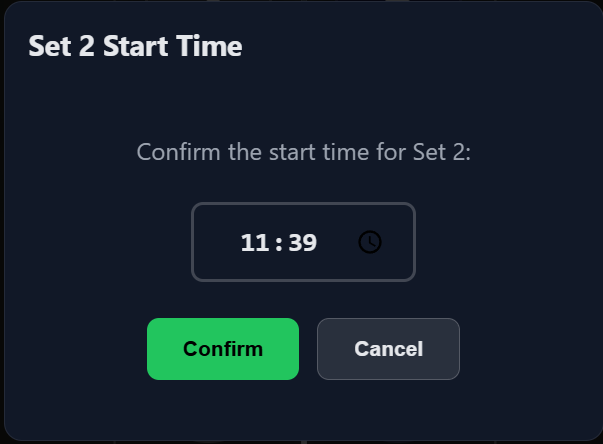 Set 2 Start Time
Confirm the start time for Set 2:
11:39
Confirm
Cancel